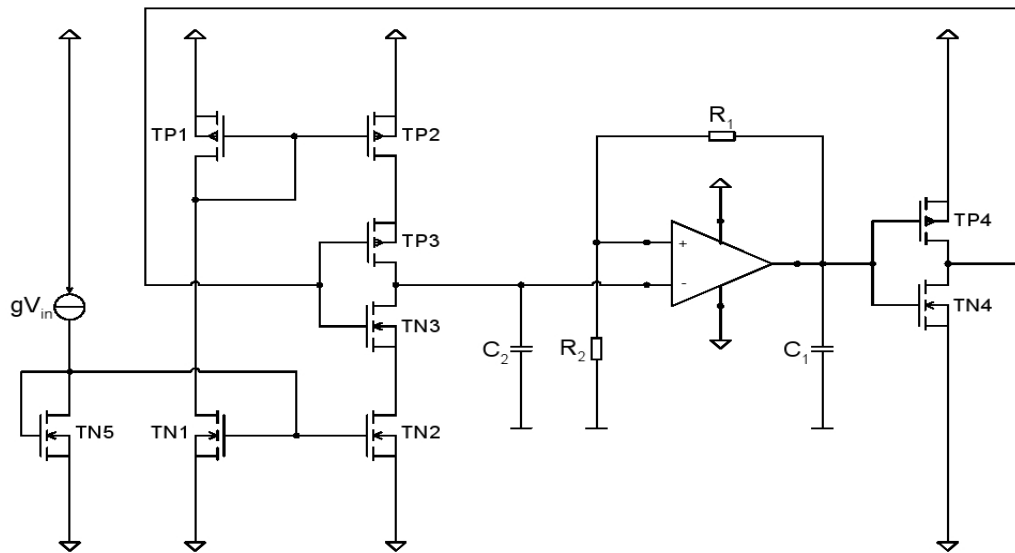 R1
TP1
TP2
TP3
TP4
+
-
gVin
TN3
TN4
C2
R2
C1
TN5
TN1
TN2